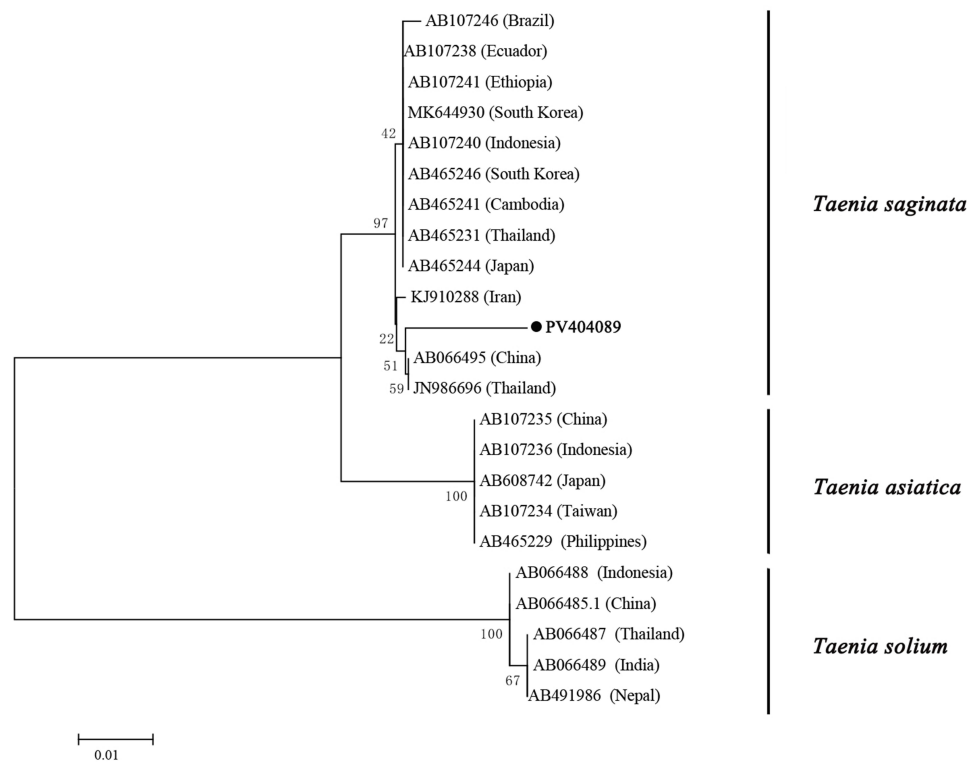 AB107246 (Brazil)
AB107238 (Ecuador)
AB107241 (Ethiopia)
MK644930 (South Korea)
42
AB107240 (Indonesia)
AB465246 (South Korea)
AB465241 (Cambodia)
Taenia saginata
97
AB465231 (Thailand)
AB465244 (Japan)
KJ910288 (Iran)
PV404089
22
AB066495 (China)
51
59
JN986696 (Thailand)
AB107235 (China)
AB107236 (Indonesia)
AB608742 (Japan)
Taenia asiatica
100
AB107234 (Taiwan)
AB465229 (Philippines)
AB066488 (Indonesia)
AB066485.1 (China)
100
AB066487 (Thailand)
Taenia solium
AB066489 (India)
67
AB491986 (Nepal)
0.01